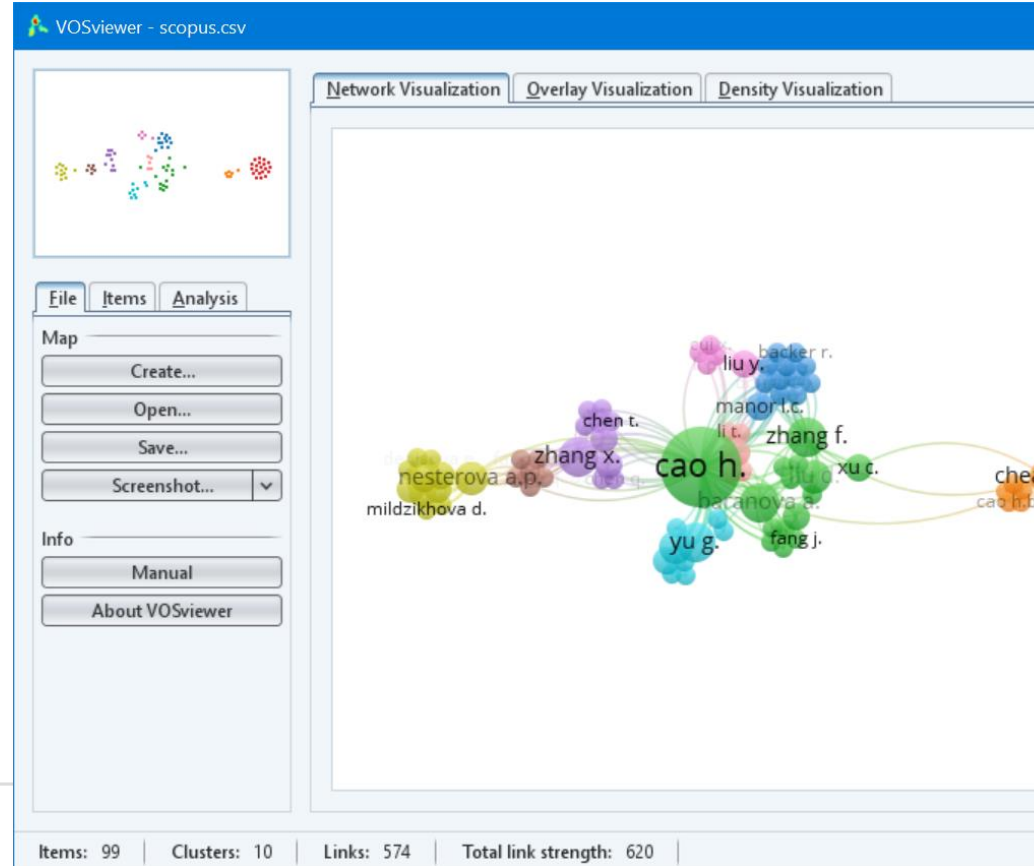 VOSviewer - scopus.csv
Network Visualization Overlay Visualization Density Visualization
File Items Analysis
Map
Create...
Open...
Save...
Screenshot...
Info
Manual
About VOSviewer
backer r.
liu y.
manor l.c.
chen t.
li t.
zhang f.
zhang x.
cao h.
xu c.
nesterova a.p.
bacanova a.
mildzikhova d.
yu g.
fang j.
cao h.
Items: 99 Clusters: 10 Links: 574 Total link strength: 620